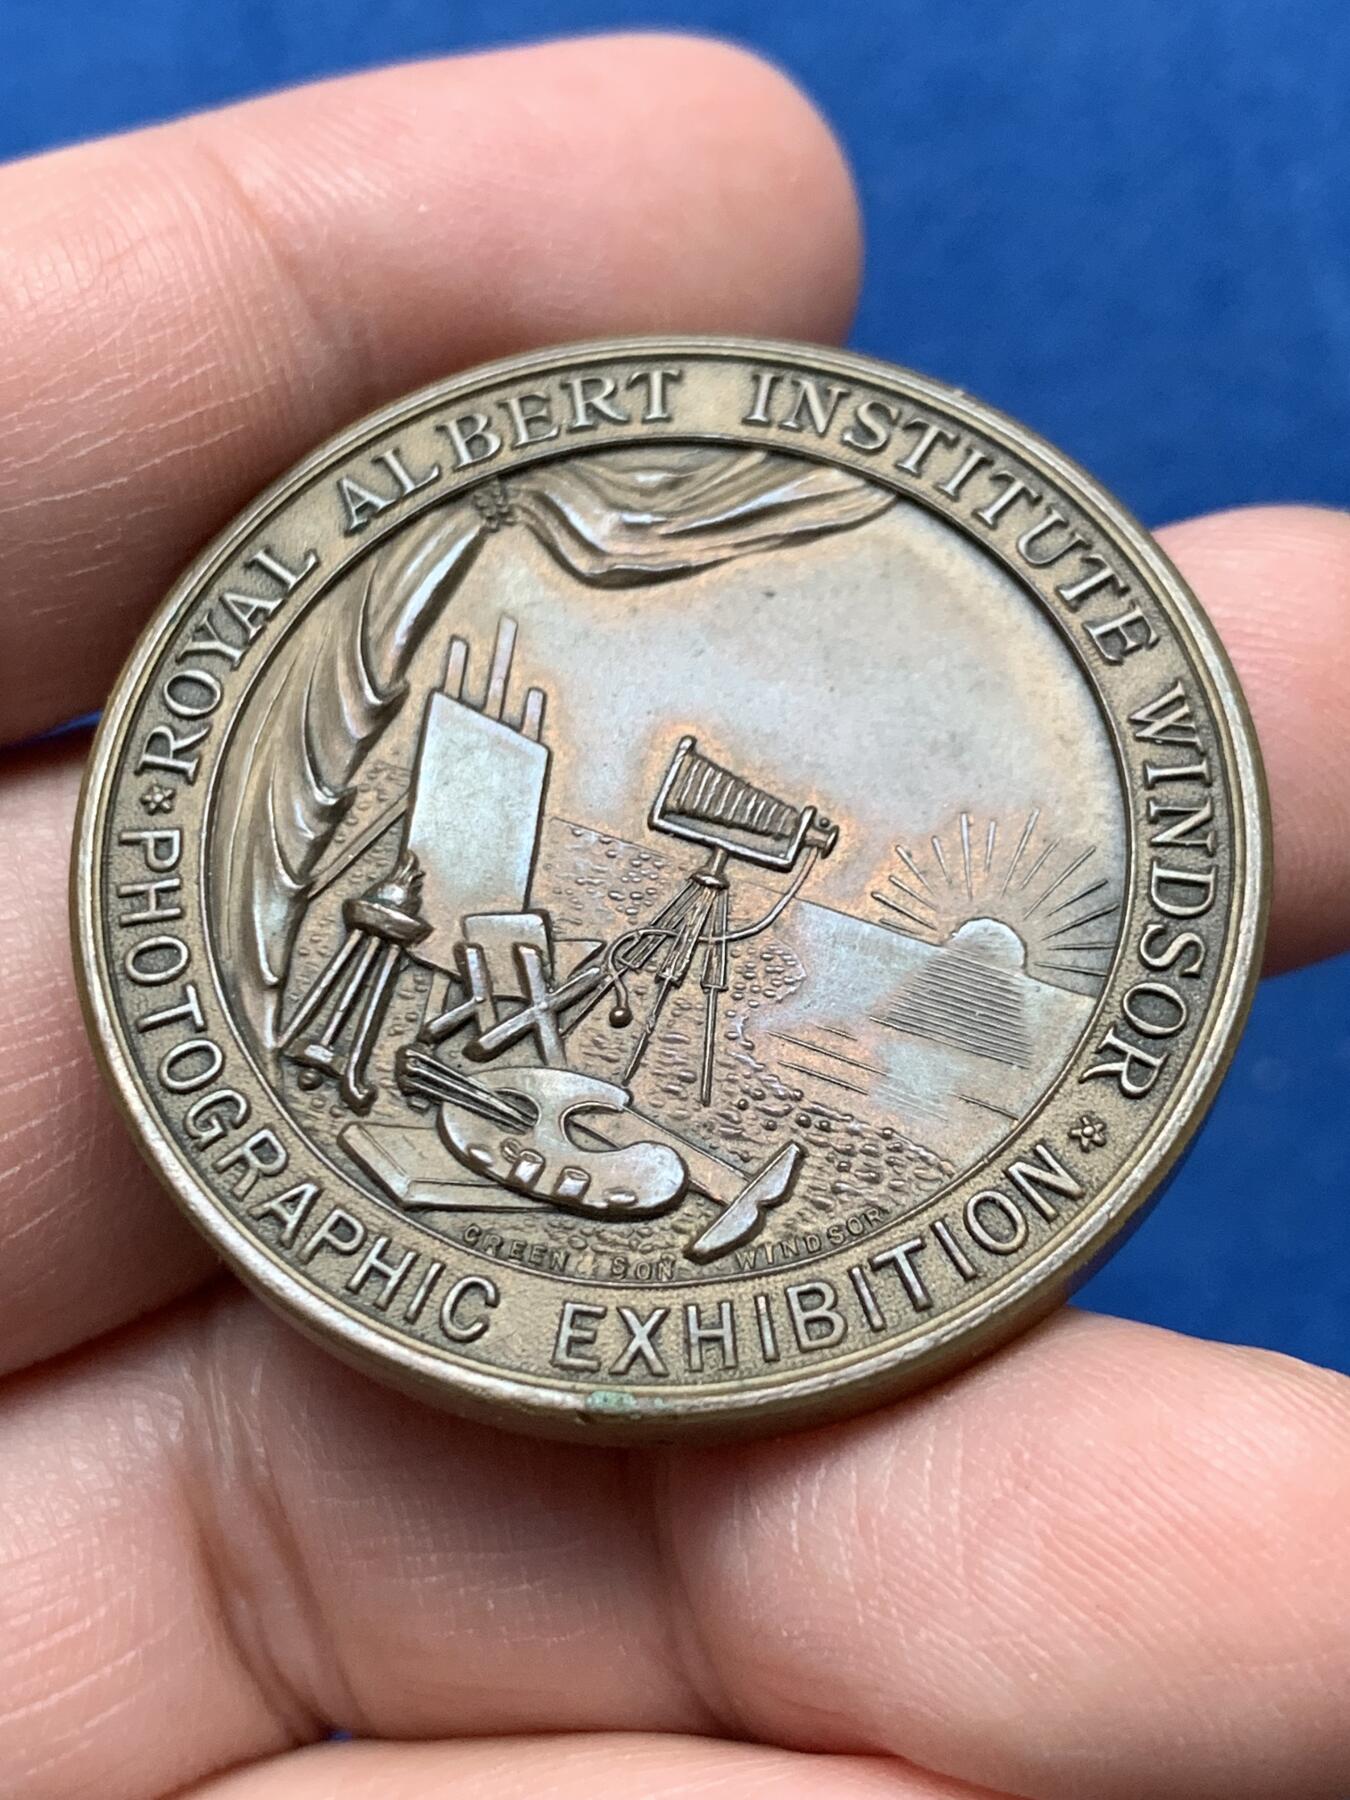 ROYAL ALBERT INSTITUTE WINDSOR
PHOTOGRAPHIC EXHIBITION
GREEN & SON WINDSOR